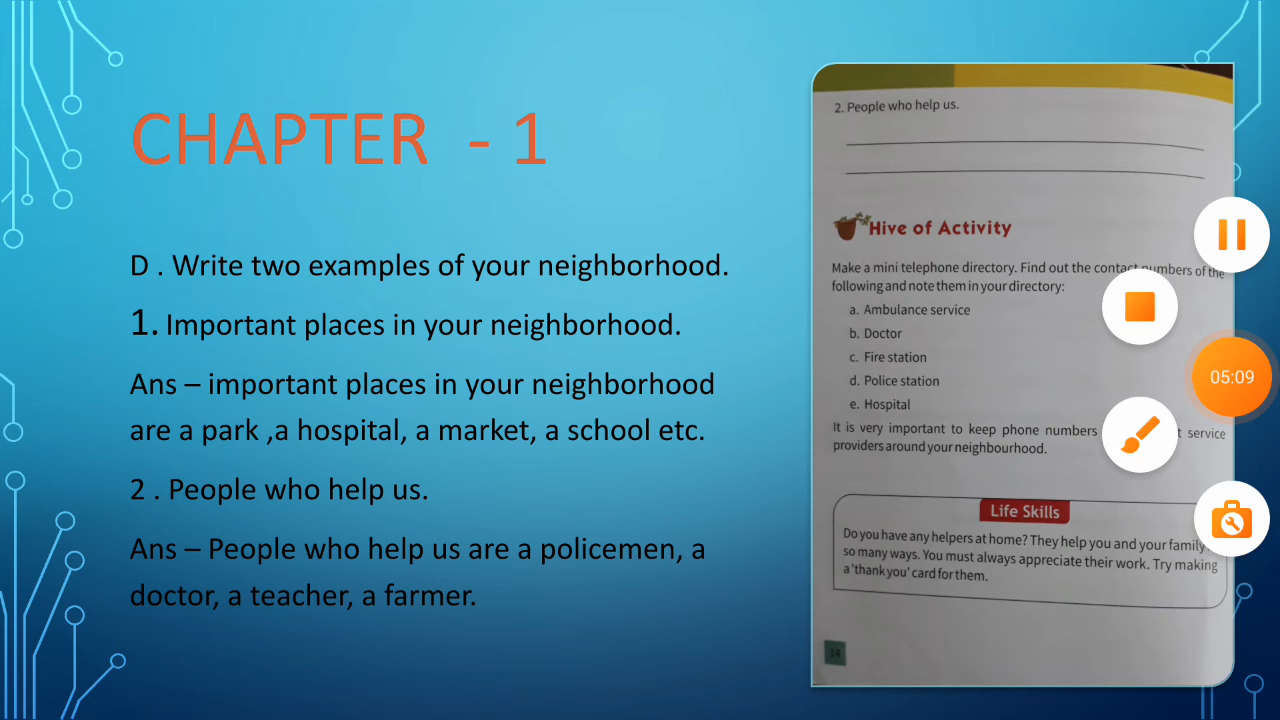 CHAPTER - 1
D . Write two examples of your neighborhood.
1. Important places in your neighborhood.
Ans – important places in your neighborhood
are a park ,a hospital, a market, a school etc.
2 . People who help us.
Ans – People who help us are a policemen, a
doctor, a teacher, a farmer.
2. People who help us.
Hive of Activity
Make a mini telephone directory. Find out the contact numbers of the
following and note them in your directory:
a. Ambulance service
b. Doctor
c. Fire station
d. Police station
e. Hospital
It is very important to keep phone numbers service
providers around your neighbourhood.
Life Skills
Do you have any helpers at home? They help you and your family
so many ways. You must always appreciate their work. Try making
a 'thank you' card for them.
14
05:09